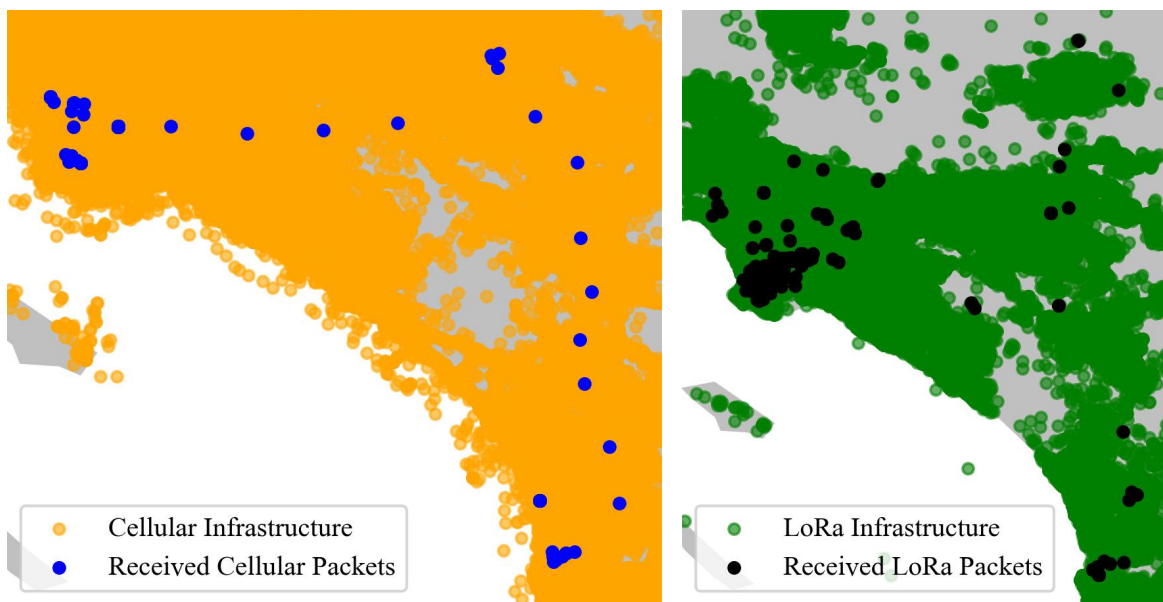 Cellular Infrastructure
Received Cellular Packets
LoRa Infrastructure
Received LoRa Packets